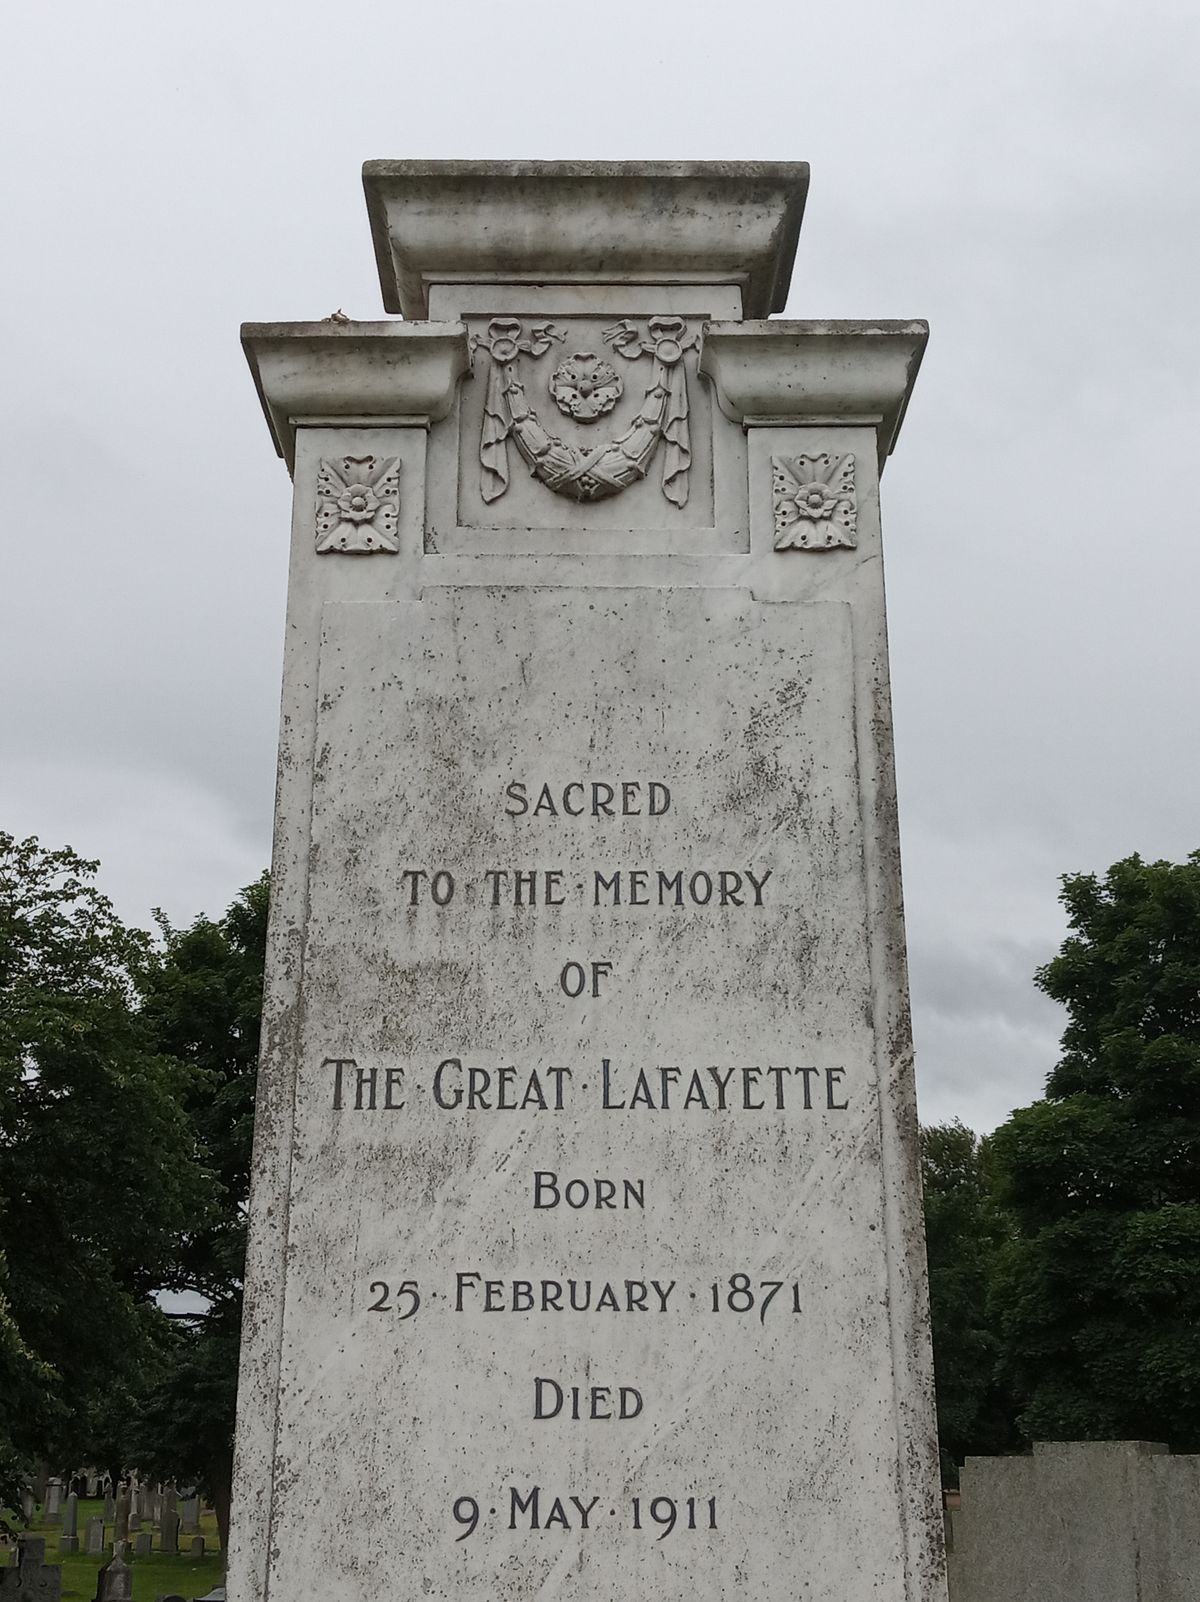 SACRED
TO·THE·MEMORY
OF
THE·GREAT·LAFAYETTE
BORN
25·FEBRUARY·1871
DIED
9·MAY·1911